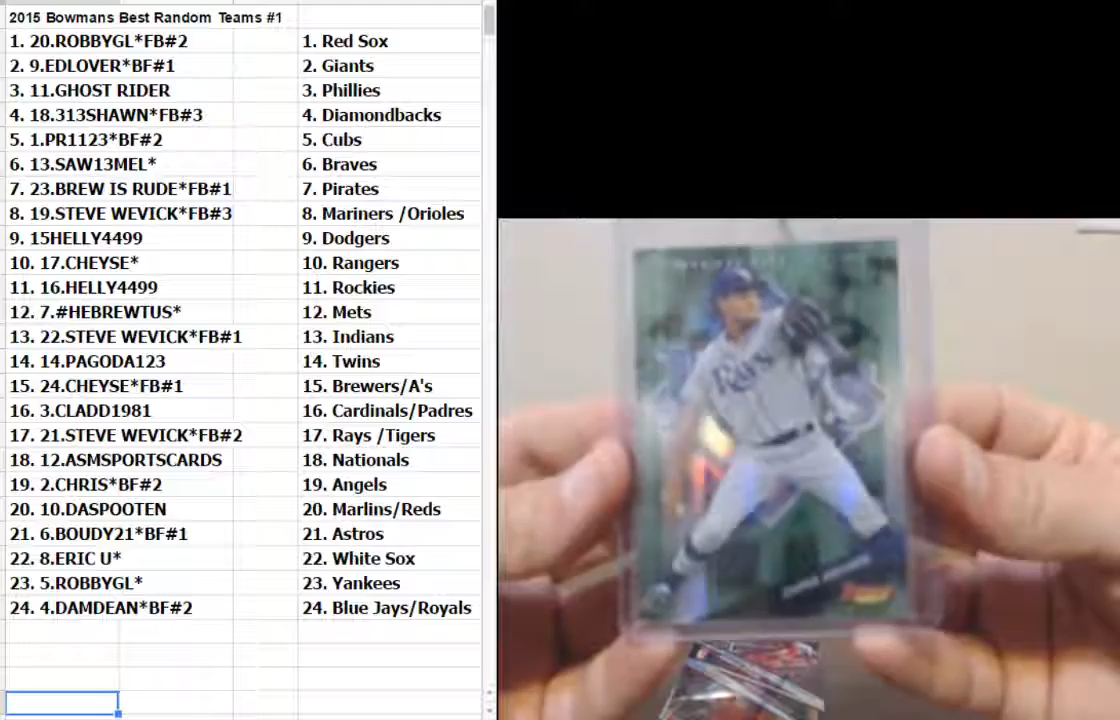 2015 Bowmans Best Random Teams #1
1. 20.ROBBYGL*FB#2 1. Red Sox
2. 9.EDLOVER*BF#1 2. Giants
3. 11.GHOST RIDER 3. Phillies
4. 18.313SHAWN*FB#3 4. Diamondbacks
5. 1.PR1123*BF#2 5. Cubs
6. 13.SAW13MEL* 6. Braves
7. 23.BREW IS RUDE*FB#1 7. Pirates
8. 19.STEVE WEVICK*FB#3 8. Mariners /Orioles
9. 15HELLY4499 9. Dodgers
10. 17.CHEYSE* 10. Rangers
11. 16.HELLY4499 11. Rockies
12. 7.#HEBREWTUS* 12. Mets
13. 22.STEVE WEVICK*FB#1 13. Indians
14. 14.PAGODA123 14. Twins
15. 24.CHEYSE*FB#1 15. Brewers/A's
16. 3.CLADD1981 16. Cardinals/Padres
17. 21.STEVE WEVICK*FB#2 17. Rays /Tigers
18. 12.ASMSPORTSCARDS 18. Nationals
19. 2.CHRIS*BF#2 19. Angels
20. 10.DASPOOTEN 20. Marlins/Reds
21. 6.BOUDY21*BF#1 21. Astros
22. 8.ERIC U* 22. White Sox
23. 5.ROBBYGL* 23. Yankees
24. 4.DAMDEAN*BF#2 24. Blue Jays/Royals
RAYS